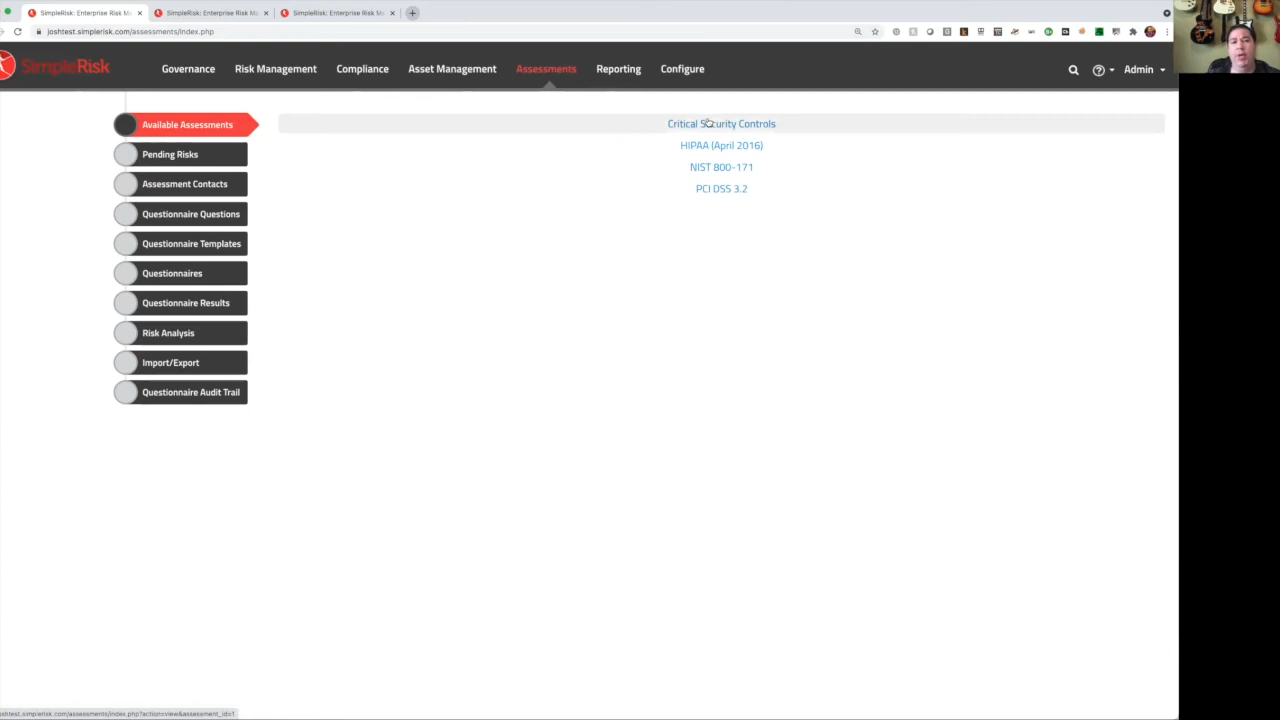 SimpleRisk: Enterprise Risk Ma
SimpleRisk: Enterprise Risk Ma
SimpleRisk: Enterprise Risk Ma
joshtest.simplerisk.com/assessments/index.php
SimpleRisk
Governance
Risk Management
Compliance
Asset Management
Assessments
Reporting
Configure
Admin
Available Assessments
Pending Risks
Assessment Contacts
Questionnaire Questions
Questionnaire Templates
Questionnaires
Questionnaire Results
Risk Analysis
Import/Export
Questionnaire Audit Trail
Critical Security Controls
HIPAA (April 2016)
NIST 800-171
PCI DSS 3.2
joshtest.simplerisk.com/assessments/index.php?action=view&assessment_id=1